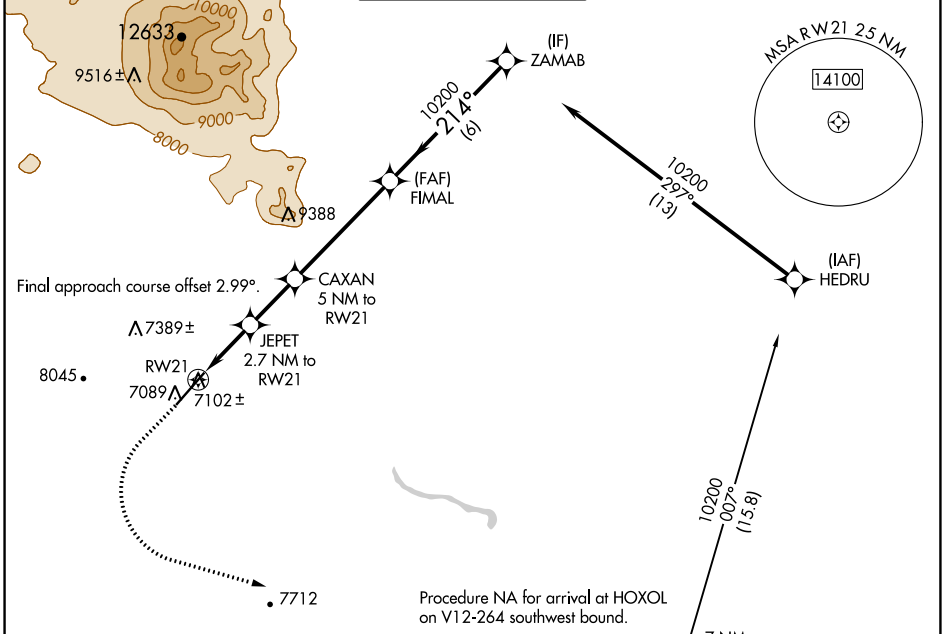 10000
12633
9516±
9000
8000
9388
(IF)
ZAMAB
10200
214°
(6)
(FAF)
FIMAL
MSA RW21 25 NM
14100
10200
297°
(13)
(IAF)
HEDRU
Final approach course offset 2.99°.
CAXAN
5 NM to
RW21
7389±
JEPET
2.7 NM to
RW21
RW21
8045
7089
7102±
10200
007°
(15.8)
7712
Procedure NA for arrival at HOXOL
on V12-264 southwest bound.